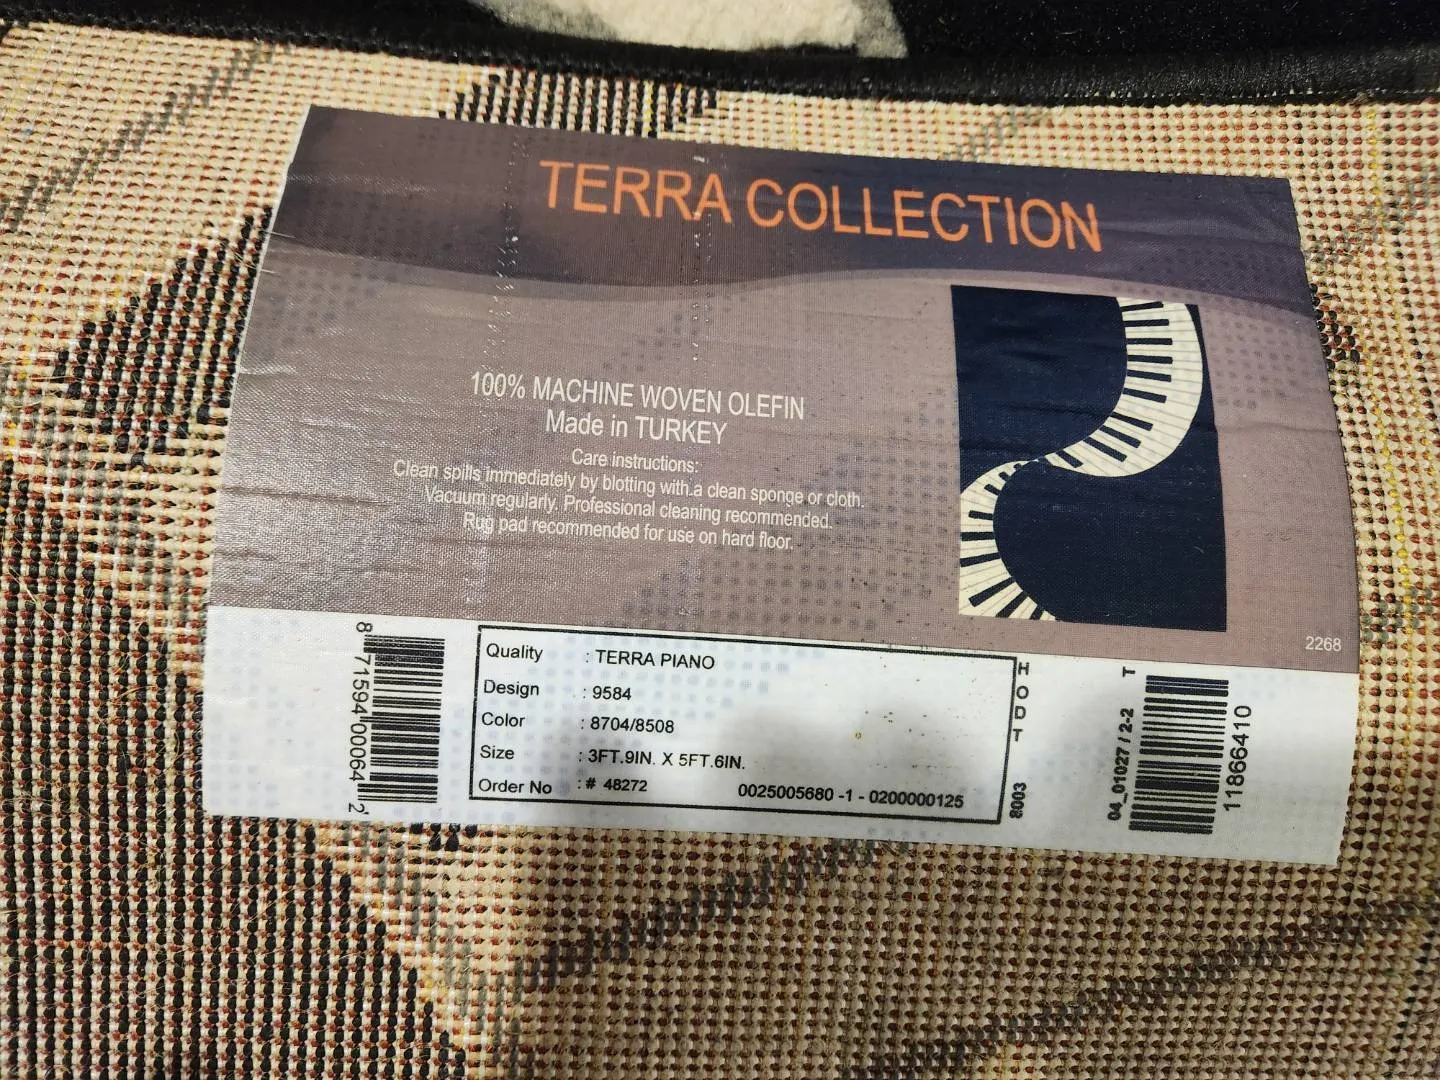 TERRA COLLECTION
100% MACHINE WOVEN OLEFIN
Made in TURKEY
Care instructions:
Clean spills immediately by blotting with.a clean sponge or cloth.
Vacuum regularly. Professional cleaning recommended.
Rug pad recommended for use on hard floor.
2268
8 71594 00064 2
Quality : TERRA PIANO
Design : 9584
Color : 8704/8508
Size : 3FT.9IN. X 5FT.6IN.
Order No : # 48272 0025005680 -1 - 0200000125
HODT 8003
04_01027 / 2-2 T
11866410